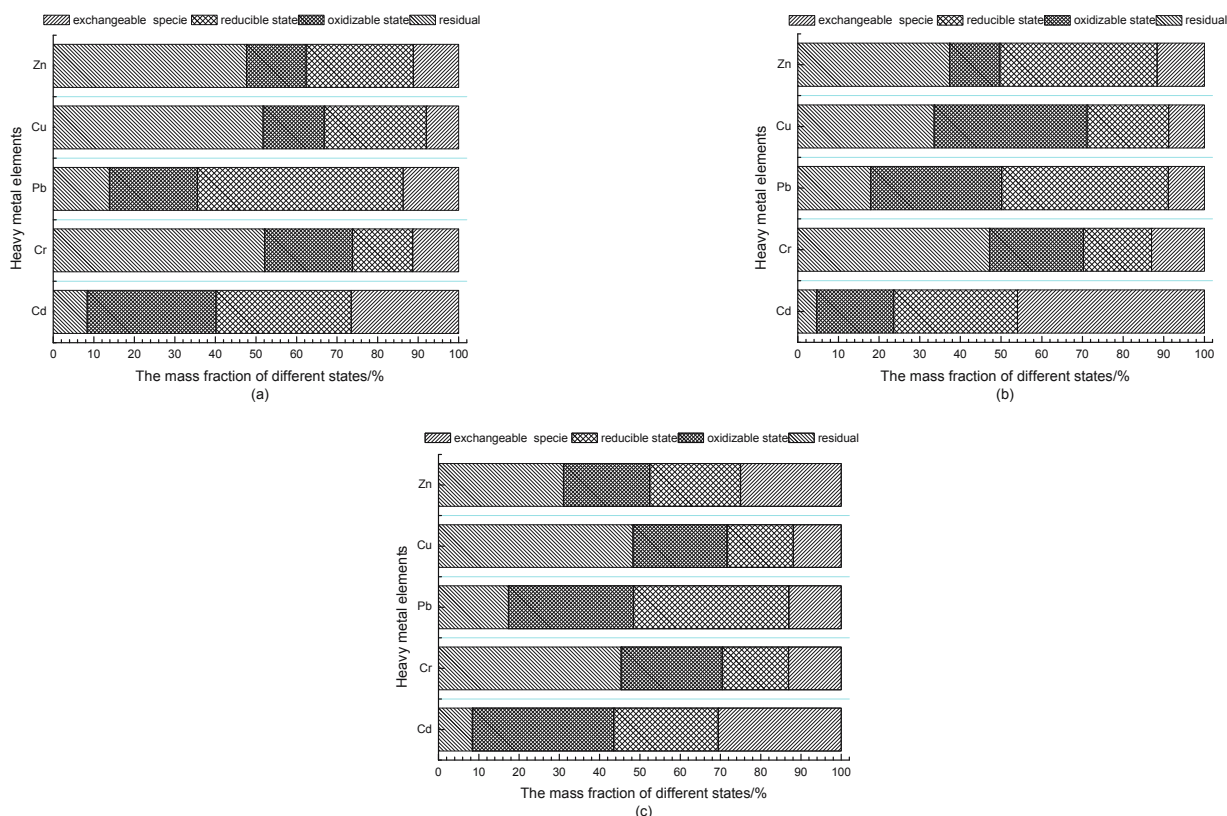 exchangeable specie reducible state oxidizable state residual
Zn
Cu
Pb
Cr
Cd
Heavy metal elements
0 10 20 30 40 50 60 70 80 90 100
The mass fraction of different states/%
(a)
exchangeable specie reducible state oxidizable state residual
Zn
Cu
Pb
Cr
Cd
Heavy metal elements
0 10 20 30 40 50 60 70 80 90 100
The mass fraction of different states/%
(b)
exchangeable specie reducible state oxidizable state residual
Zn
Cu
Pb
Cr
Cd
Heavy metal elements
0 10 20 30 40 50 60 70 80 90 100
The mass fraction of different states/%
(c)